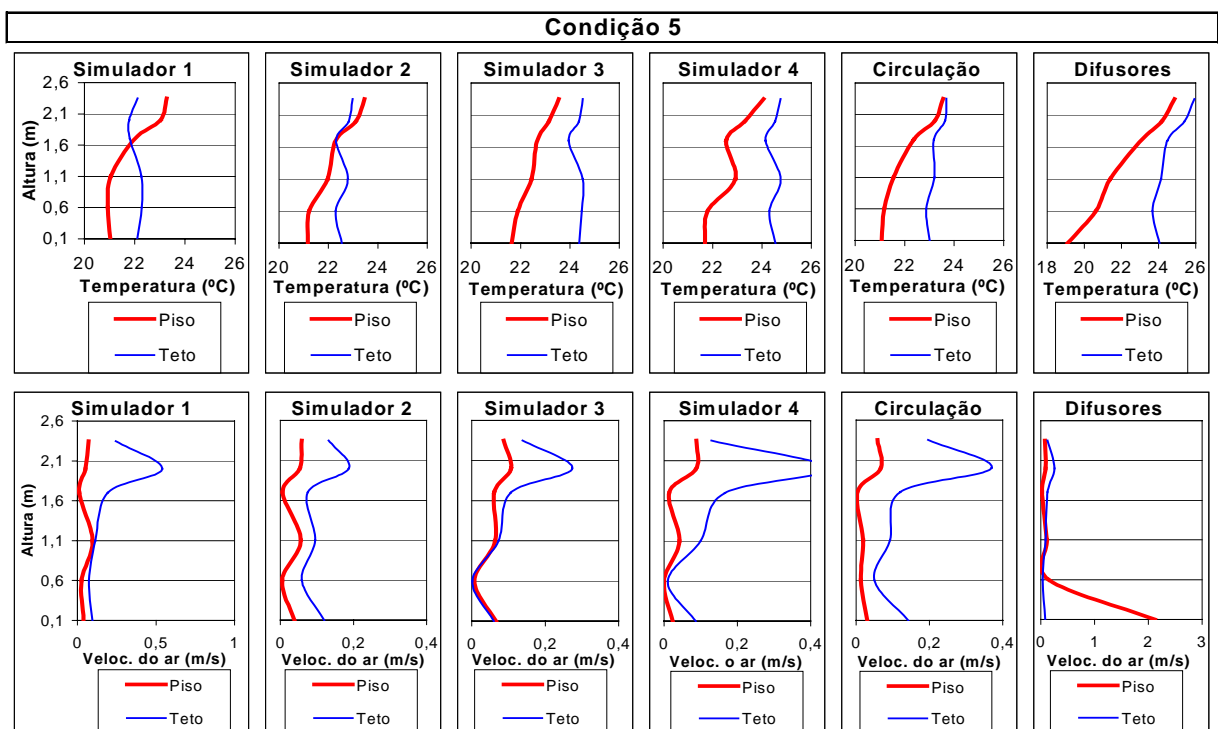 Condição 5
Simulador 1 Simulador 2 Simulador 3 Simulador 4 Circulação Difusores
Altura (m)
2,6
2,1
1,6
1,1
0,6
0,1
20 22 24 26 20 22 24 26 20 22 24 26 20 22 24 26 20 22 24 26 18 20 22 24 26
Temperatura (ºC) Temperatura (ºC) Temperatura (ºC) Temperatura (ºC) Temperatura (ºC) Temperatura (ºC)
Piso Piso Piso Piso Piso Piso
Teto Teto Teto Teto Teto Teto
Simulador 1 Simulador 2 Simulador 3 Simulador 4 Circulação Difusores
Altura (m)
2,6
2,1
1,6
1,1
0,6
0,1
0 0,5 1 0 0,2 0,4 0 0,2 0,4 0 0,2 0,4 0 0,2 0,4 0 1 2 3
Veloc. do ar (m/s) Veloc. do ar (m/s) Veloc. do ar (m/s) Veloc. o ar (m/s) Veloc. do ar (m/s) Veloc. do ar (m/s)
Piso Piso Piso Piso Piso Piso
Teto Teto Teto Teto Teto Teto